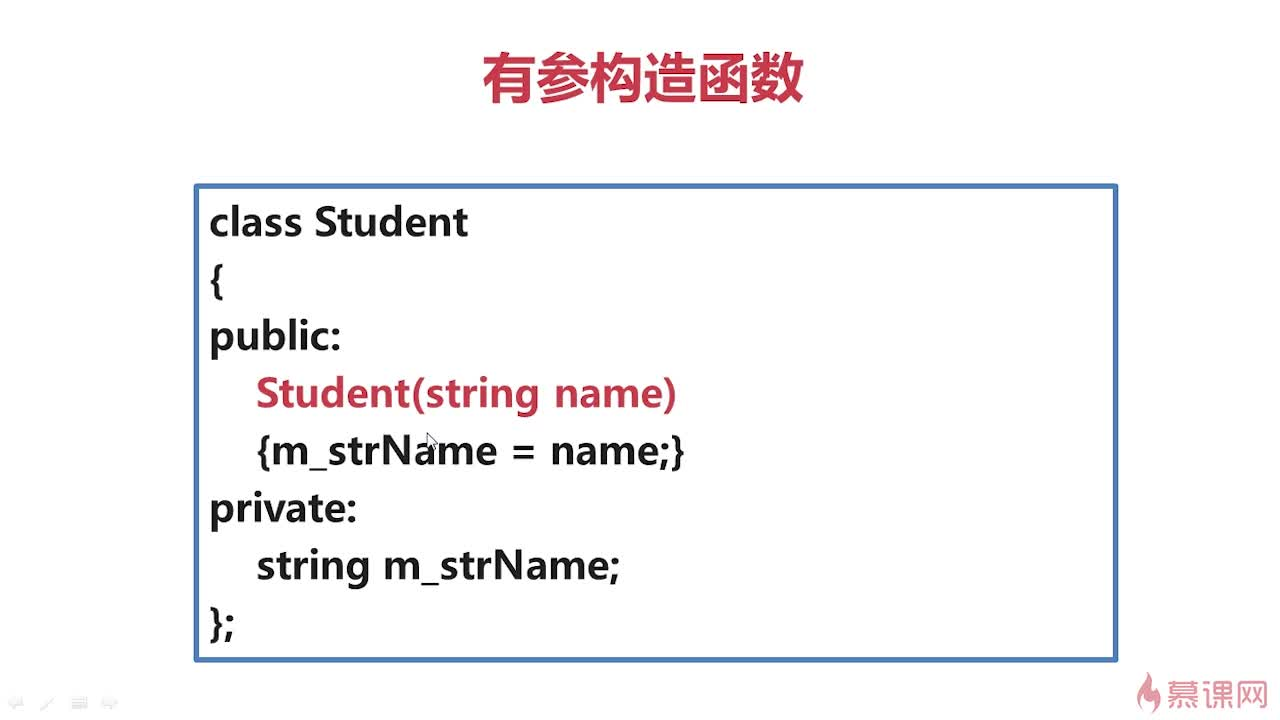 有参构造函数
class Student
{
public:
Student(string name)
{m_strName = name;}
private:
string m_strName;
};
慕课网